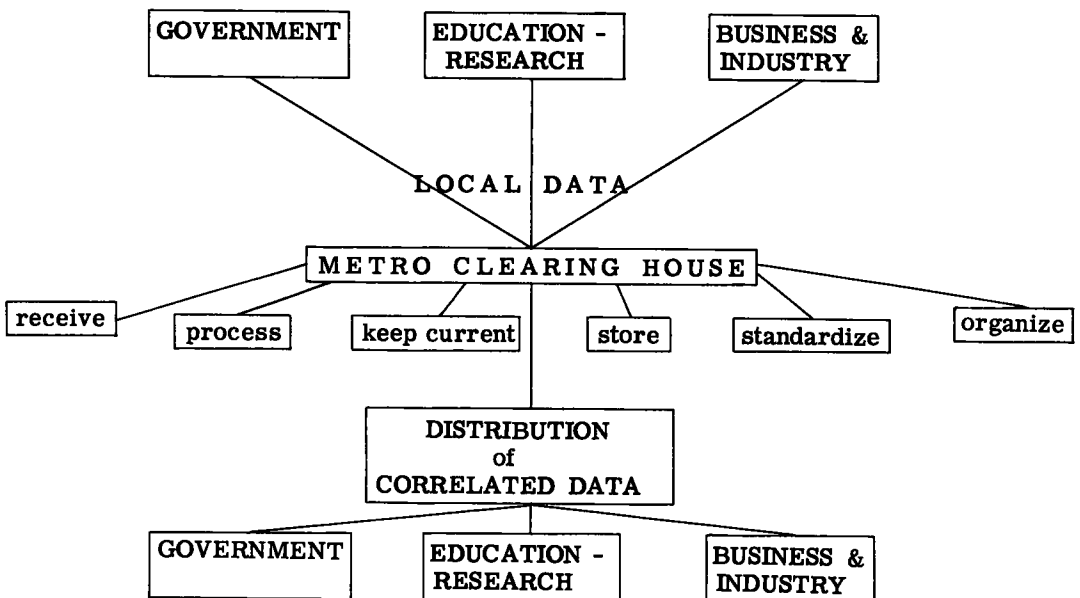 GOVERNMENT
EDUCATION -
RESEARCH
BUSINESS &
INDUSTRY
LOCAL DATA
METRO CLEARING HOUSE
receive
process
keep current
store
standardize
organize
DISTRIBUTION
of
CORRELATED DATA
GOVERNMENT
EDUCATION -
RESEARCH
BUSINESS &
INDUSTRY